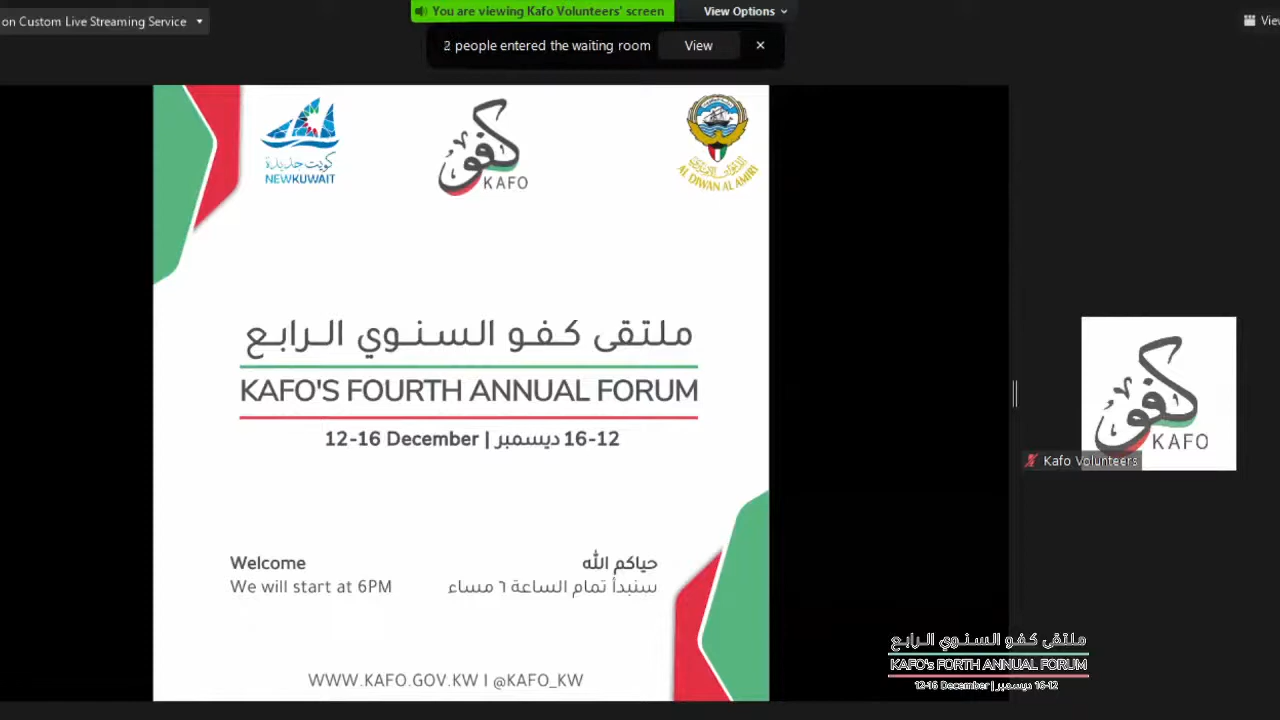 on Custom Live Streaming Service
You are viewing Kafo Volunteers' screen
View Options
2 people entered the waiting room
View
كويت جديدة
NEWKUWAIT
كفو
KAFO
AL DIWAN AL AMIRI
ملتقى كفو السنوي الرابع
KAFO'S FOURTH ANNUAL FORUM
12-16 December | ديسمبر 16-12
Welcome
We will start at 6PM
حياكم الله
سنبدأ تمام الساعة ٦ مساء
WWW.KAFO.GOV.KW | @KAFO_KW
كفو
KAFO
Kafo Volunteers
ملتقى كفو السنوي الرابع
KAFO's FORTH ANNUAL FORUM
12-16 December | ديسمبر 16-12